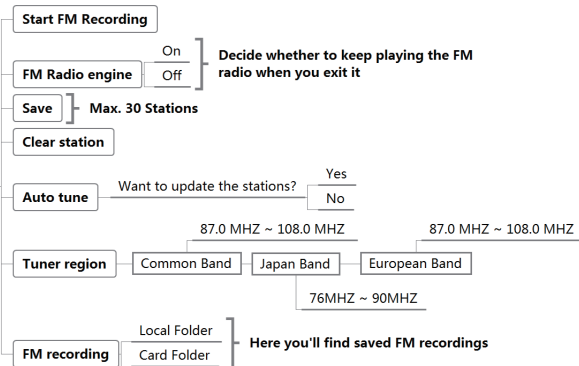 Start FM Recording
FM Radio engine
On
Off
Decide whether to keep playing the FM
radio when you exit it
Save
Max. 30 Stations
Clear station
Auto tune
Want to update the stations?
Yes
No
Tuner region
Common Band
87.0 MHZ ~ 108.0 MHZ
Japan Band
76MHZ ~ 90MHZ
European Band
87.0 MHZ ~ 108.0 MHZ
FM recording
Local Folder
Card Folder
Here you'll find saved FM recordings